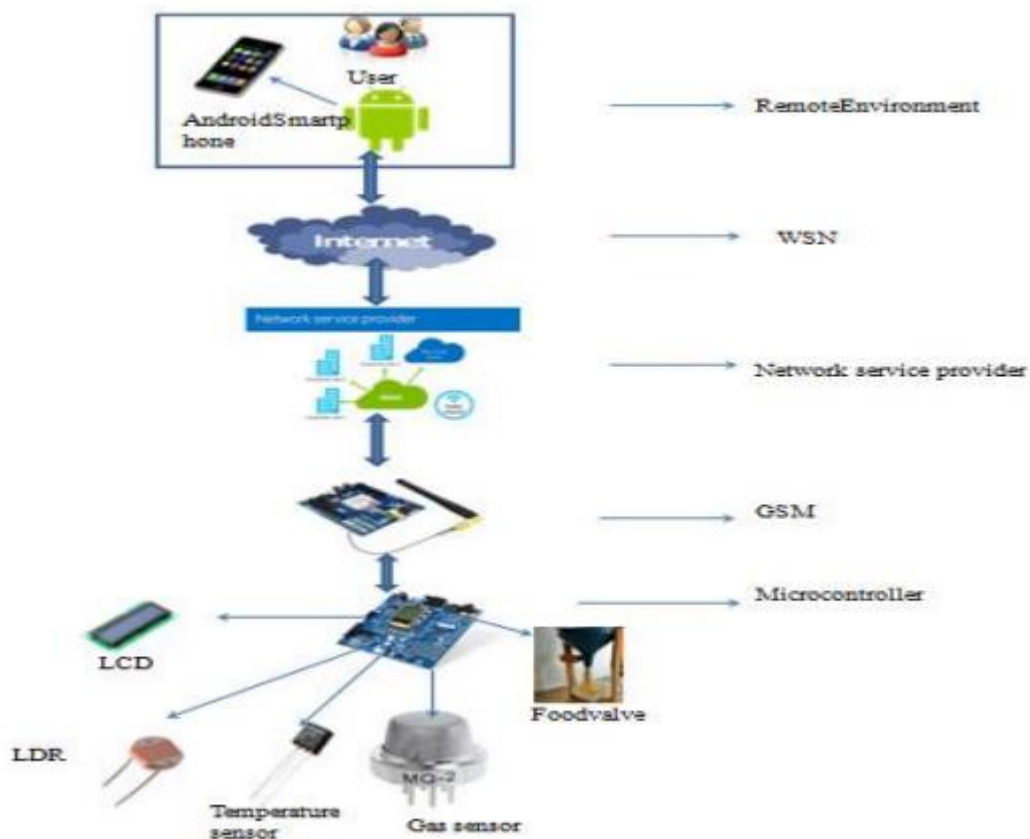 User
AndroidSmartp
hone
RemoteEnvironment
Internet
WSN
Network service provider
Network service provider
GSM
Microcontroller
LCD
Foodvalve
LDR
MQ-2
Temperature
sensor
Gas sensor